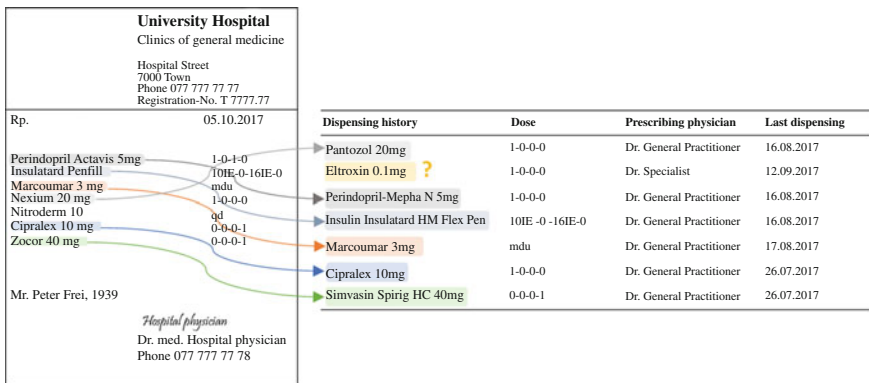 University Hospital
Clinics of general medicine
Hospital Street
7000 Town
Phone 077 777 77 77
Registration-No. T 7777.77
Rp. 05.10.2017
Perindopril Actavis 5mg 1-0-1-0
Insulatard Penfill 10IE-0-16IE-0
Marcoumar 3 mg mdu
Nexium 20 mg 1-0-0-0
Nitroderm 10 qd
Cipralex 10 mg 0-0-0-1
Zocor 40 mg 0-0-0-1
Mr. Peter Frei, 1939
Hospital physician
Dr. med. Hospital physician
Phone 077 777 77 78
Dispensing history Dose Prescribing physician Last dispensing
Pantozol 20mg 1-0-0-0 Dr. General Practitioner 16.08.2017
Eltroxin 0.1mg ? 1-0-0-0 Dr. Specialist 12.09.2017
Perindopril-Mepha N 5mg 1-0-0-0 Dr. General Practitioner 16.08.2017
Insulin Insulatard HM Flex Pen 10IE -0 -16IE-0 Dr. General Practitioner 16.08.2017
Marcoumar 3mg mdu Dr. General Practitioner 17.08.2017
Cipralex 10mg 1-0-0-0 Dr. General Practitioner 26.07.2017
Simvasin Spirig HC 40mg 0-0-0-1 Dr. General Practitioner 26.07.2017